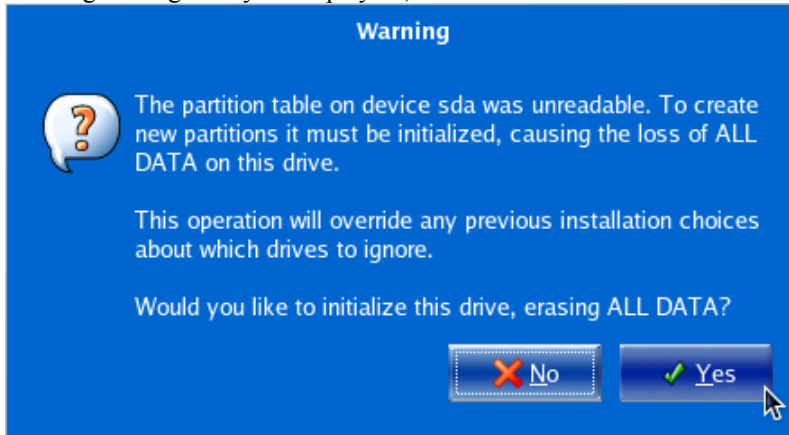 Warning
The partition table on device sda was unreadable. To create
new partitions it must be initialized, causing the loss of ALL
DATA on this drive.
This operation will override any previous installation choices
about which drives to ignore.
Would you like to initialize this drive, erasing ALL DATA?
No
Yes